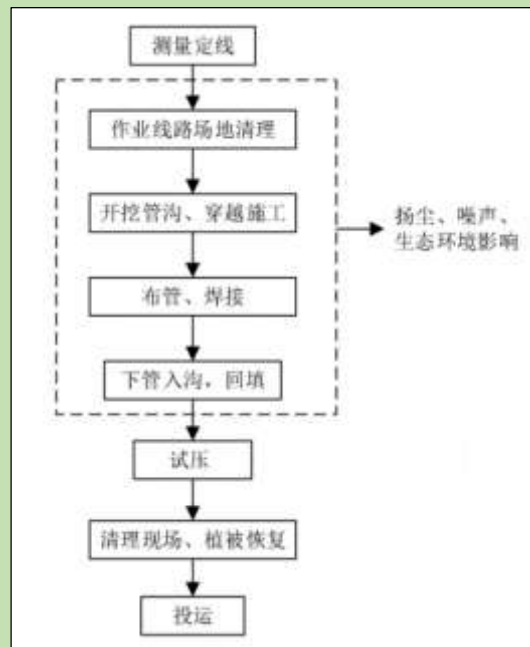 测量定线
作业线路场地清理
开挖管沟、穿越施工
扬尘、噪声、
生态环境影响
布管、焊接
下管入沟，回填
试压
清理现场、植被恢复
投运